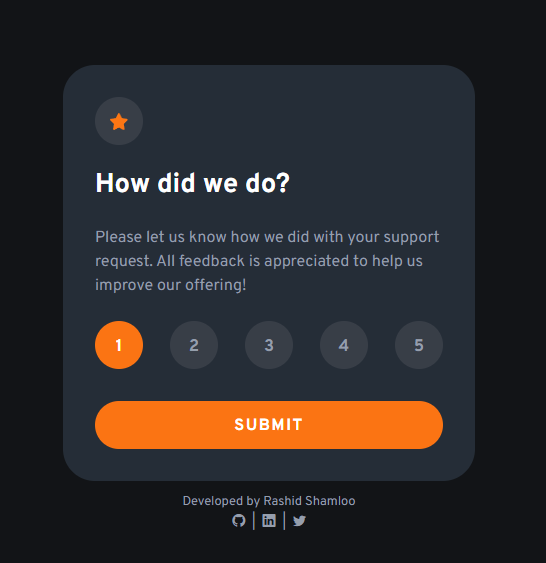 How did we do?
Please let us know how we did with your support
request. All feedback is appreciated to help us
improve our offering!
1 2 3 4 5
SUBMIT
Developed by Rashid Shamloo